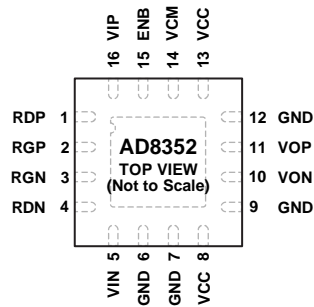 16 VIP
15 ENB
14 VCM
13 VCC
RDP 1
RGP 2
RGN 3
RDN 4
AD8352
TOP VIEW
(Not to Scale)
12 GND
11 VOP
10 VON
9 GND
VIN 5
GND 6
GND 7
VCC 8